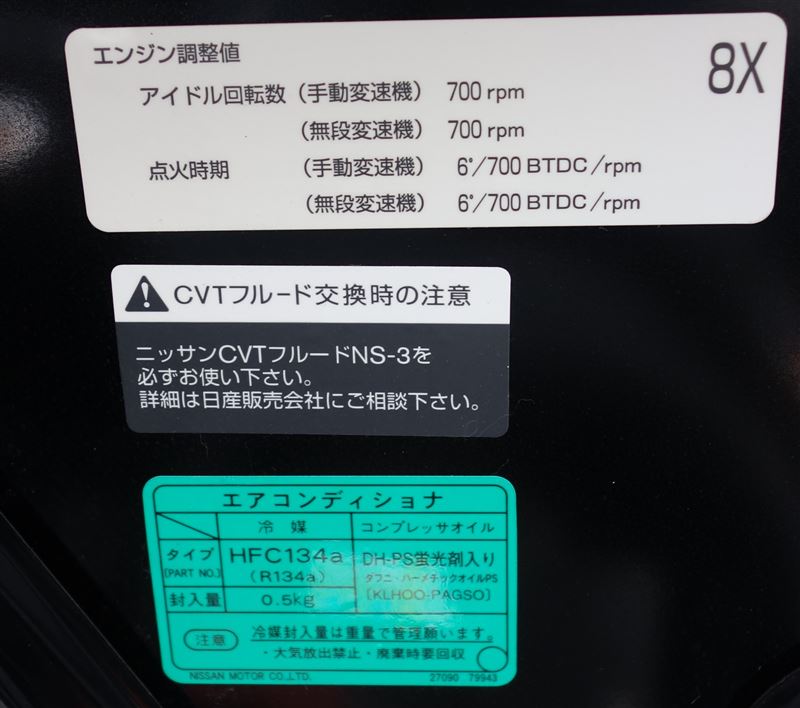 エンジン調整値
8X
アイドル回転数 (手動変速機) 700 rpm
(無段変速機) 700 rpm
点火時期 (手動変速機) 6°/700 BTDC/rpm
(無段変速機) 6°/700 BTDC/rpm
CVTフルード交換時の注意
ニッサンCVTフルードNS-3を
必ずお使い下さい。
詳細は日産販売会社にご相談下さい。
エアコンディショナ
冷媒 コンプレッサオイル
タイプ HFC134a DH-PS蛍光剤入り
[PART NO.] (R134a) ダフニ・ハーメチックオイルPS
[KLHOO-PAGSO]
封入量 0.5kg
注意 冷媒封入量は重量で管理願います。
・大気放出禁止・廃棄時要回収
NISSAN MOTOR CO.,LTD. 27090 79943